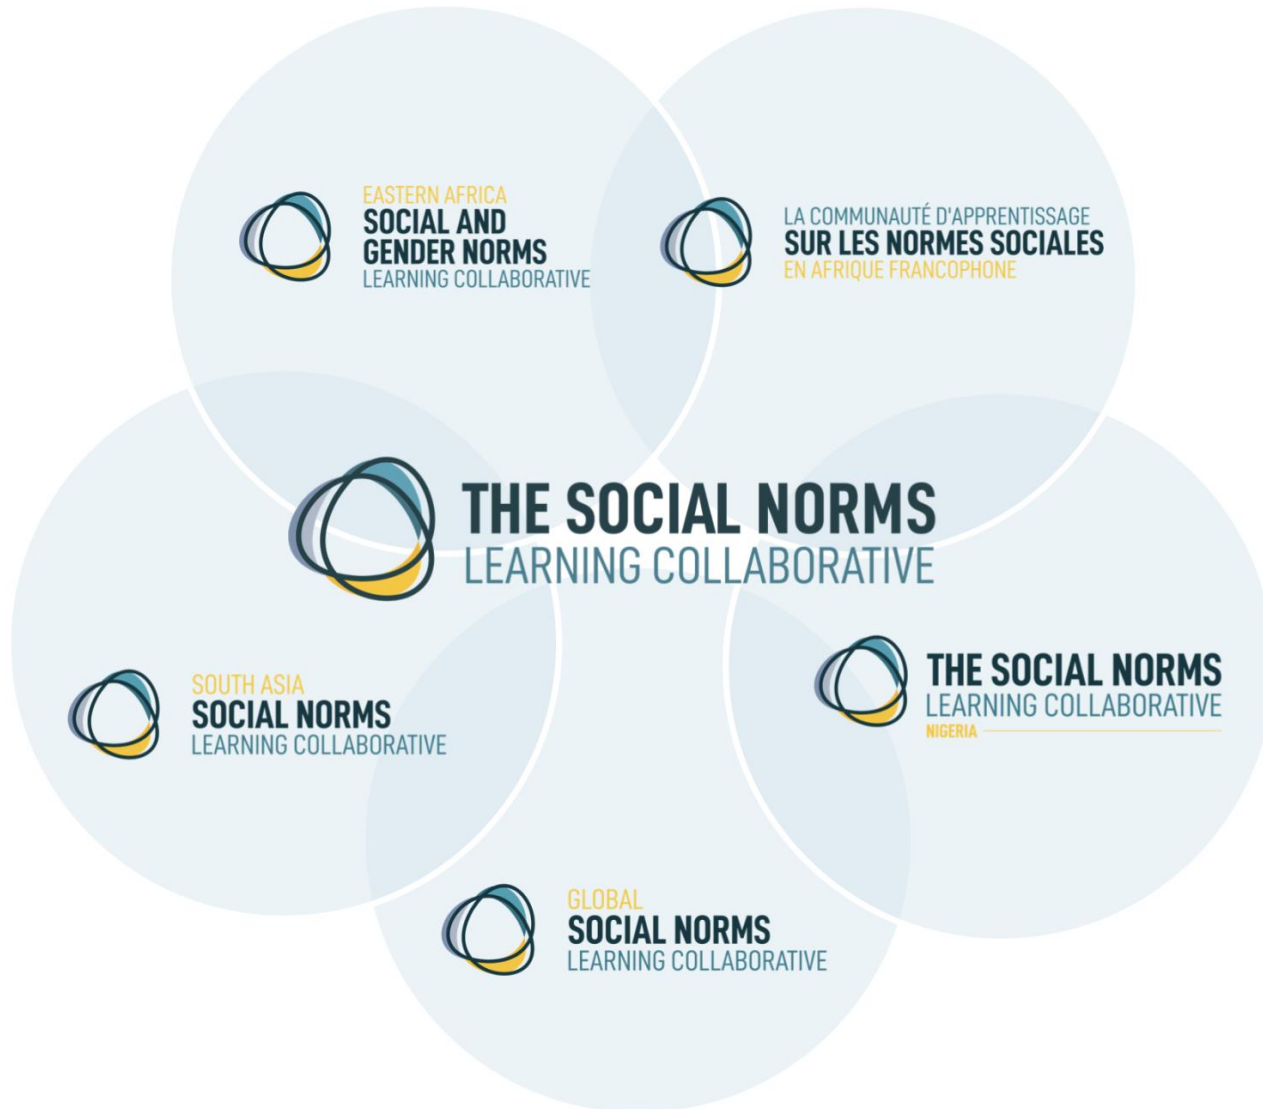 EASTERN AFRICA
SOCIAL AND
GENDER NORMS
LEARNING COLLABORATIVE
LA COMMUNAUTÉ D'APPRENTISSAGE
SUR LES NORMES SOCIALES
EN AFRIQUE FRANCOPHONE
THE SOCIAL NORMS
LEARNING COLLABORATIVE
SOUTH ASIA
SOCIAL NORMS
LEARNING COLLABORATIVE
THE SOCIAL NORMS
LEARNING COLLABORATIVE
NIGERIA
GLOBAL
SOCIAL NORMS
LEARNING COLLABORATIVE